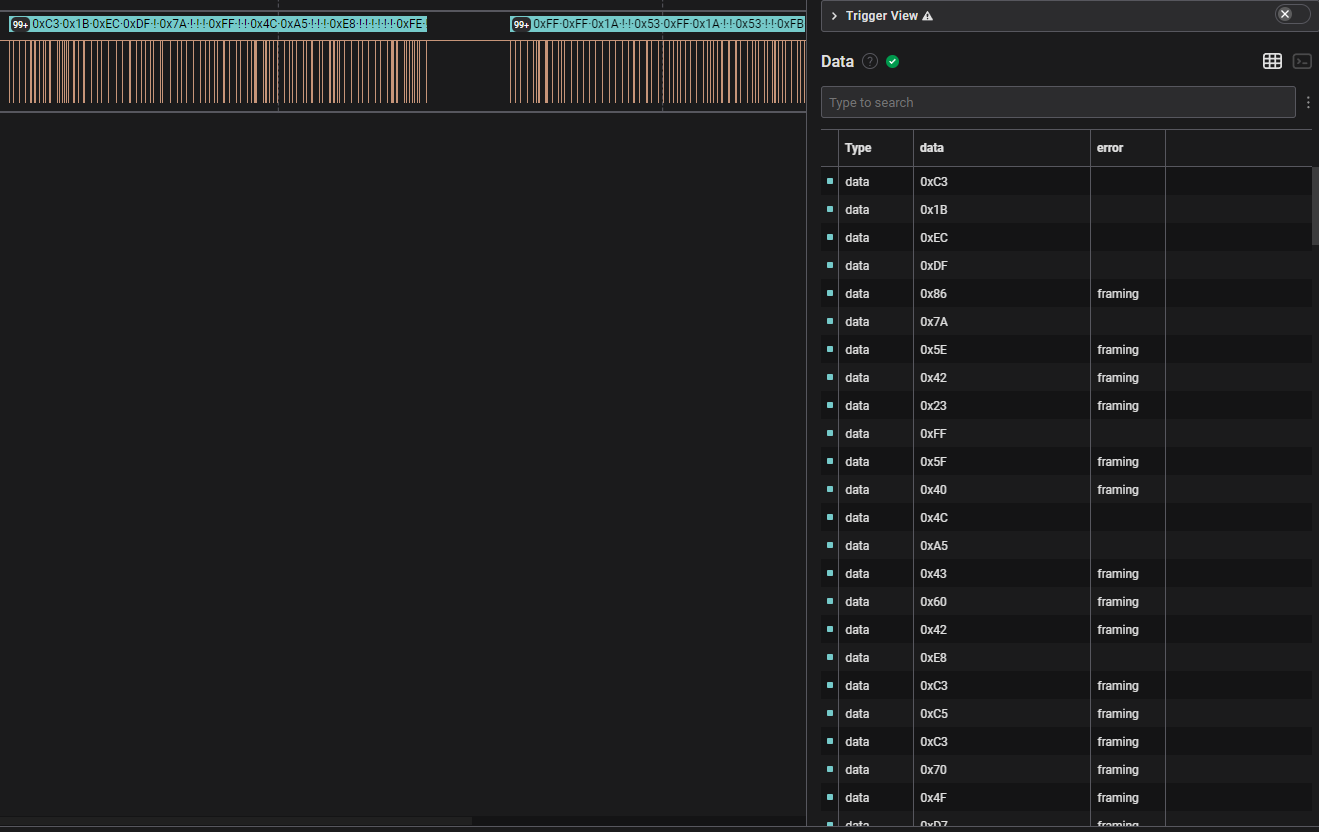 99+ 0xC3 0x1B 0xEC 0xDF ! 0x7A ! ! ! 0xFF ! ! 0x4C 0xA5 ! ! ! 0xE8 ! ! ! ! ! ! 0xFE
99+ 0xFF 0xFF 0x1A ! 0x53 0xFF 0x1A ! ! 0x53 ! ! 0xFB
Trigger View
Data ?
Type to search
Type data error
data 0xC3
data 0x1B
data 0xEC
data 0xDF
data 0x86 framing
data 0x7A
data 0x5E framing
data 0x42 framing
data 0x23 framing
data 0xFF
data 0x5F framing
data 0x40 framing
data 0x4C
data 0xA5
data 0x43 framing
data 0x60 framing
data 0x42 framing
data 0xE8
data 0xC3 framing
data 0xC5 framing
data 0xC3 framing
data 0x70 framing
data 0x4F framing
data 0xD7 framing